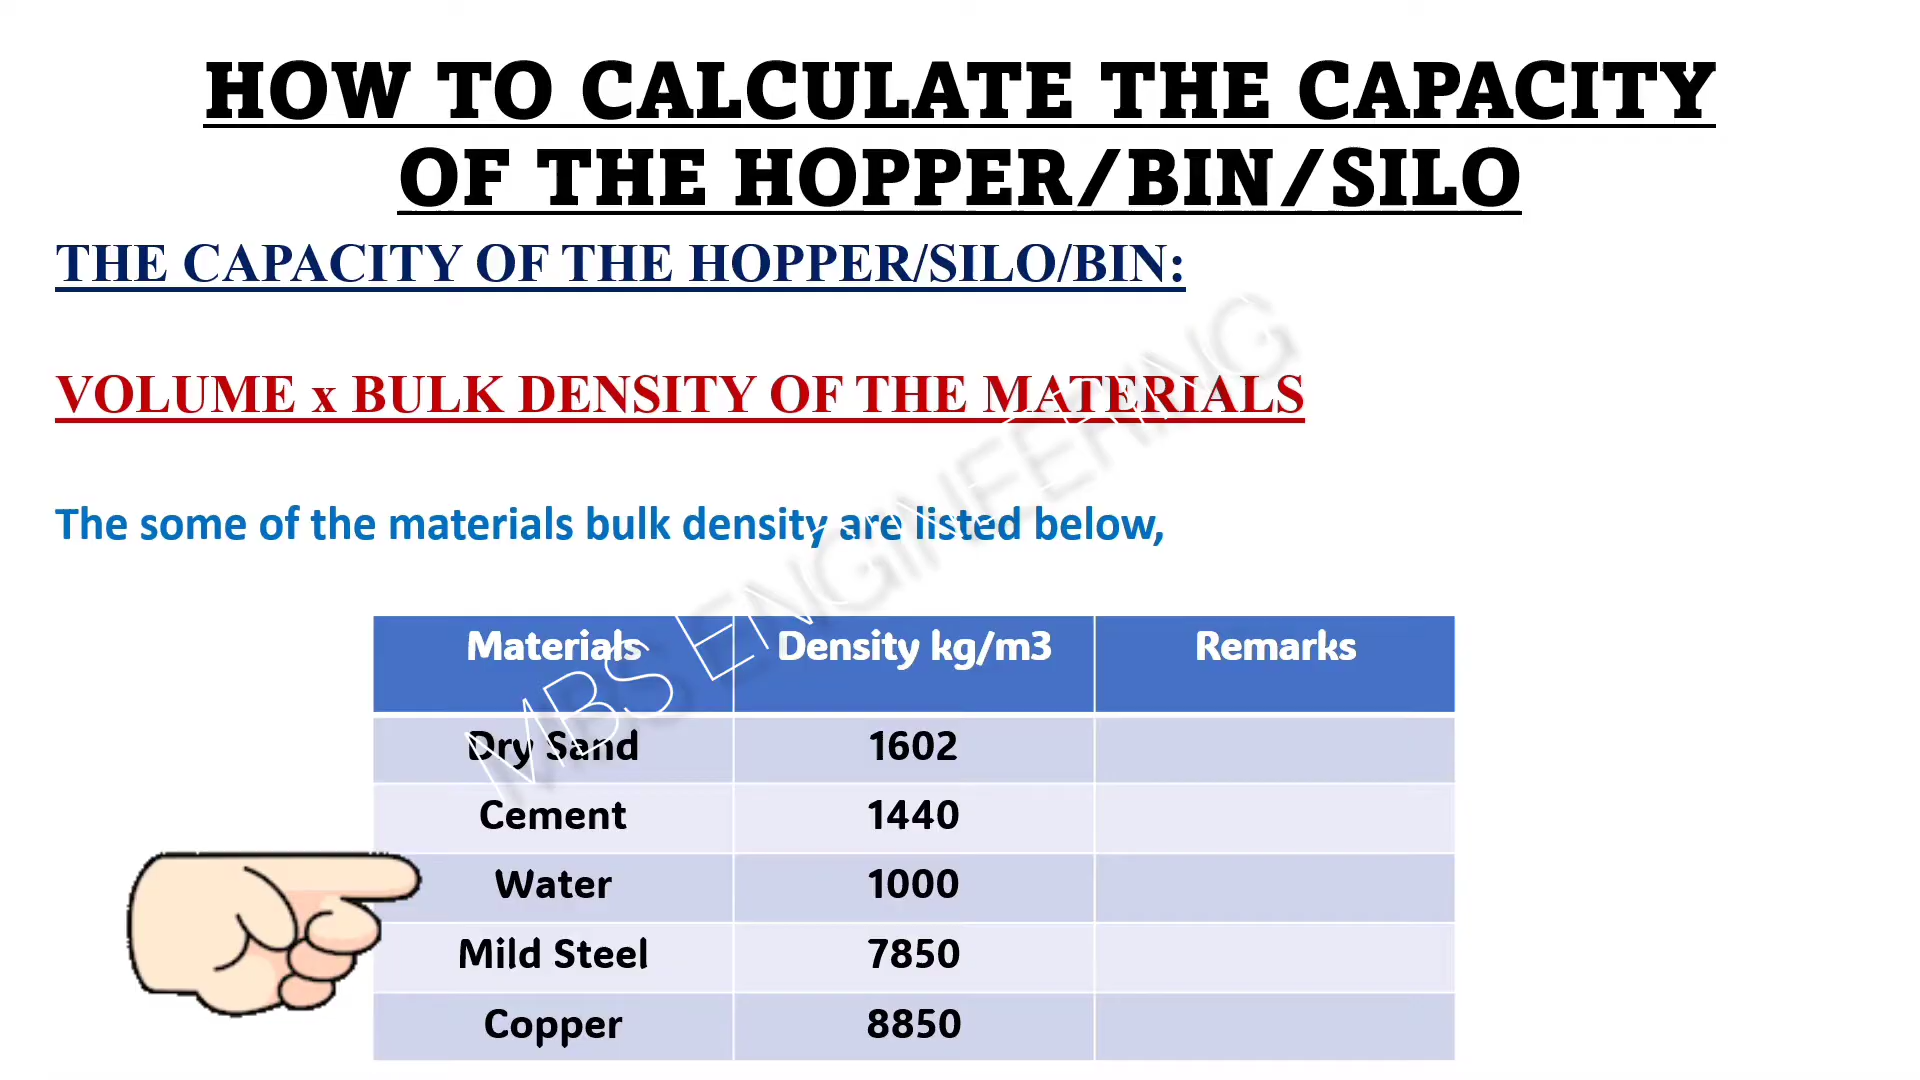 HOW TO CALCULATE THE CAPACITY
OF THE HOPPER/BIN/SILO
THE CAPACITY OF THE HOPPER/SILO/BIN:
VOLUME x BULK DENSITY OF THE MATERIALS
The some of the materials bulk density are listed below,
MBS ENGINEERING
Materials Density kg/m3 Remarks
Dry Sand 1602
Cement 1440
Water 1000
Mild Steel 7850
Copper 8850